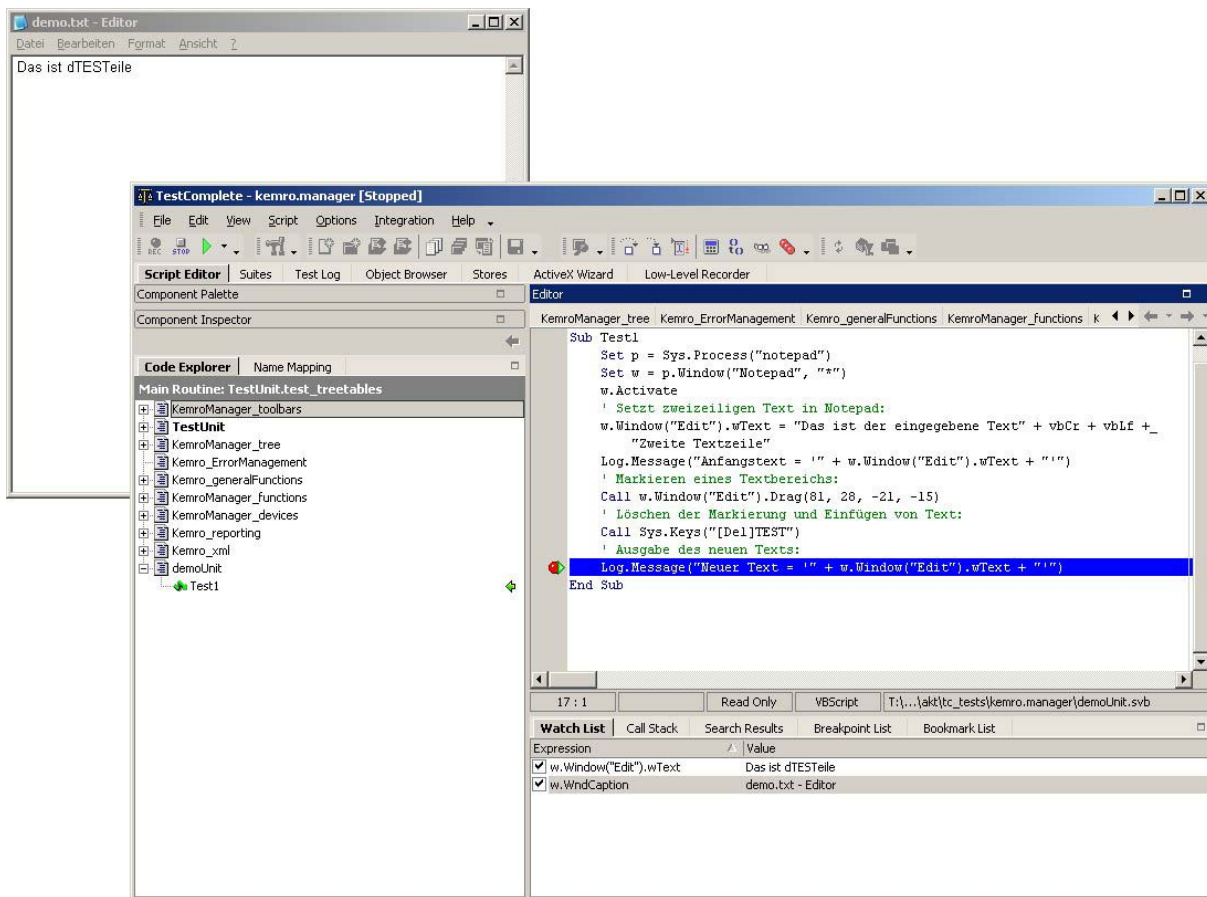 demo.txt - Editor
Datei Bearbeiten Format Ansicht ?
Das ist dTESTeile
TestComplete - kemro.manager [Stopped]
File Edit View Script Options Integration Help
REC STOP
Script Editor Suites Test Log Object Browser Stores ActiveX Wizard Low-Level Recorder
Component Palette
Component Inspector
Code Explorer Name Mapping
Main Routine: TestUnit.test_treetables
KemroManager_toolbars
TestUnit
KemroManager_tree
Kemro_ErrorManagement
Kemro_generalFunctions
KemroManager_functions
KemroManager_devices
Kemro_reporting
Kemro_xml
demoUnit
Test1
Editor
KemroManager_tree Kemro_ErrorManagement Kemro_generalFunctions KemroManager_functions K
Sub Test1
Set p = Sys.Process("notepad")
Set w = p.Window("Notepad", "*")
w.Activate
' Setzt zweizeiligen Text in Notepad:
w.Window("Edit").wText = "Das ist der eingegebene Text" + vbCr + vbLf +_
"Zweite Textzeile"
Log.Message("Anfangstext = '" + w.Window("Edit").wText + "'")
' Markieren eines Textbereichs:
Call w.Window("Edit").Drag(81, 28, -21, -15)
' Löschen der Markierung und Einfügen von Text:
Call Sys.Keys("[Del]TEST")
' Ausgabe des neuen Texts:
Log.Message("Neuer Text = '" + w.Window("Edit").wText + "'")
End Sub
17 : 1 Read Only VBScript T:\...\akt\tc_tests\kemro.manager\demoUnit.svb
Watch List Call Stack Search Results Breakpoint List Bookmark List
Expression Value
w.Window("Edit").wText Das ist dTESTeile
w.WndCaption demo.txt - Editor